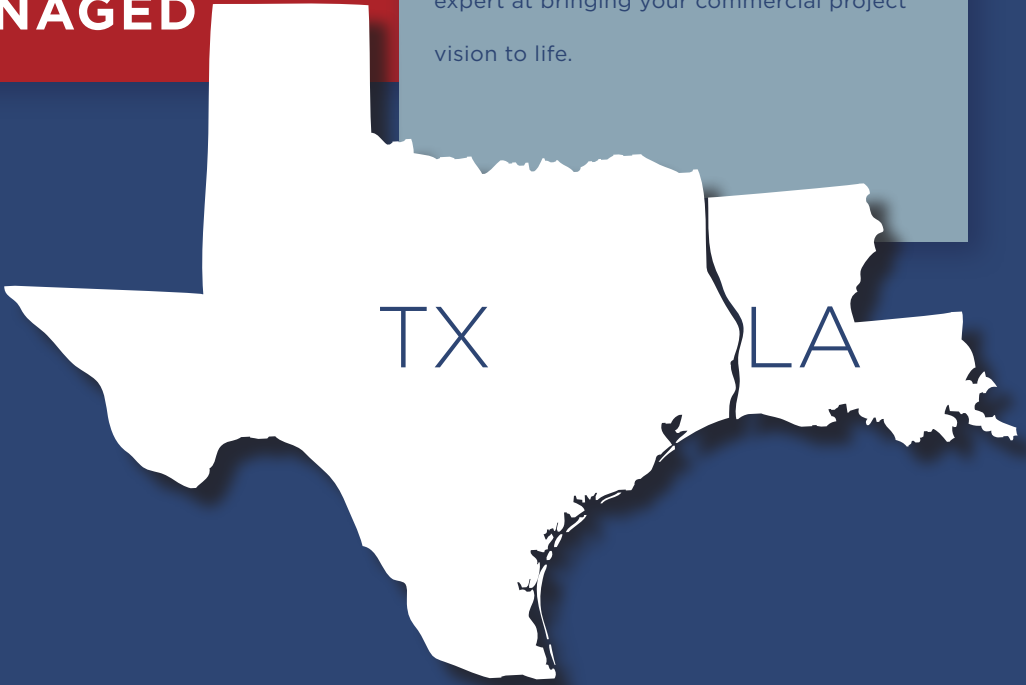 NAGED
expert at bringing your commercial project
vision to life.
TX
LA